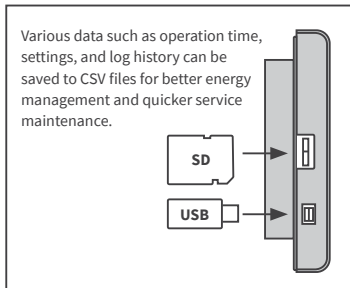 Various data such as operation time,
settings, and log history can be
saved to CSV files for better energy
management and quicker service
maintenance.
SD
USB